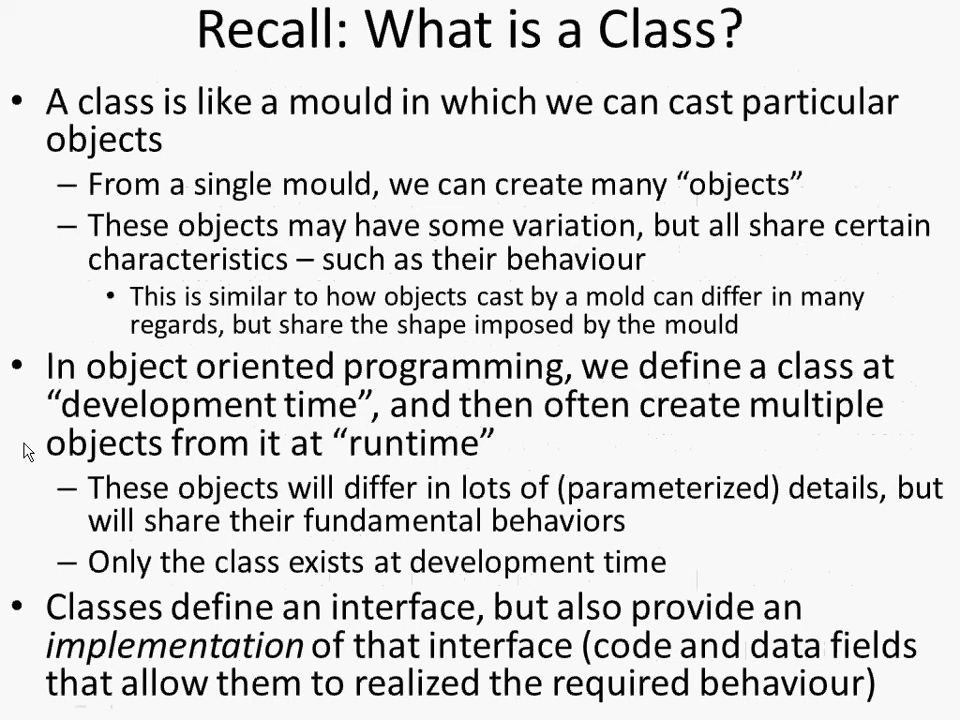 Recall: What is a Class?
• A class is like a mould in which we can cast particular
objects
– From a single mould, we can create many “objects”
– These objects may have some variation, but all share certain
characteristics – such as their behaviour
• This is similar to how objects cast by a mold can differ in many
regards, but share the shape imposed by the mould
• In object oriented programming, we define a class at
“development time”, and then often create multiple
objects from it at “runtime”
– These objects will differ in lots of (parameterized) details, but
will share their fundamental behaviors
– Only the class exists at development time
• Classes define an interface, but also provide an
implementation of that interface (code and data fields
that allow them to realized the required behaviour)